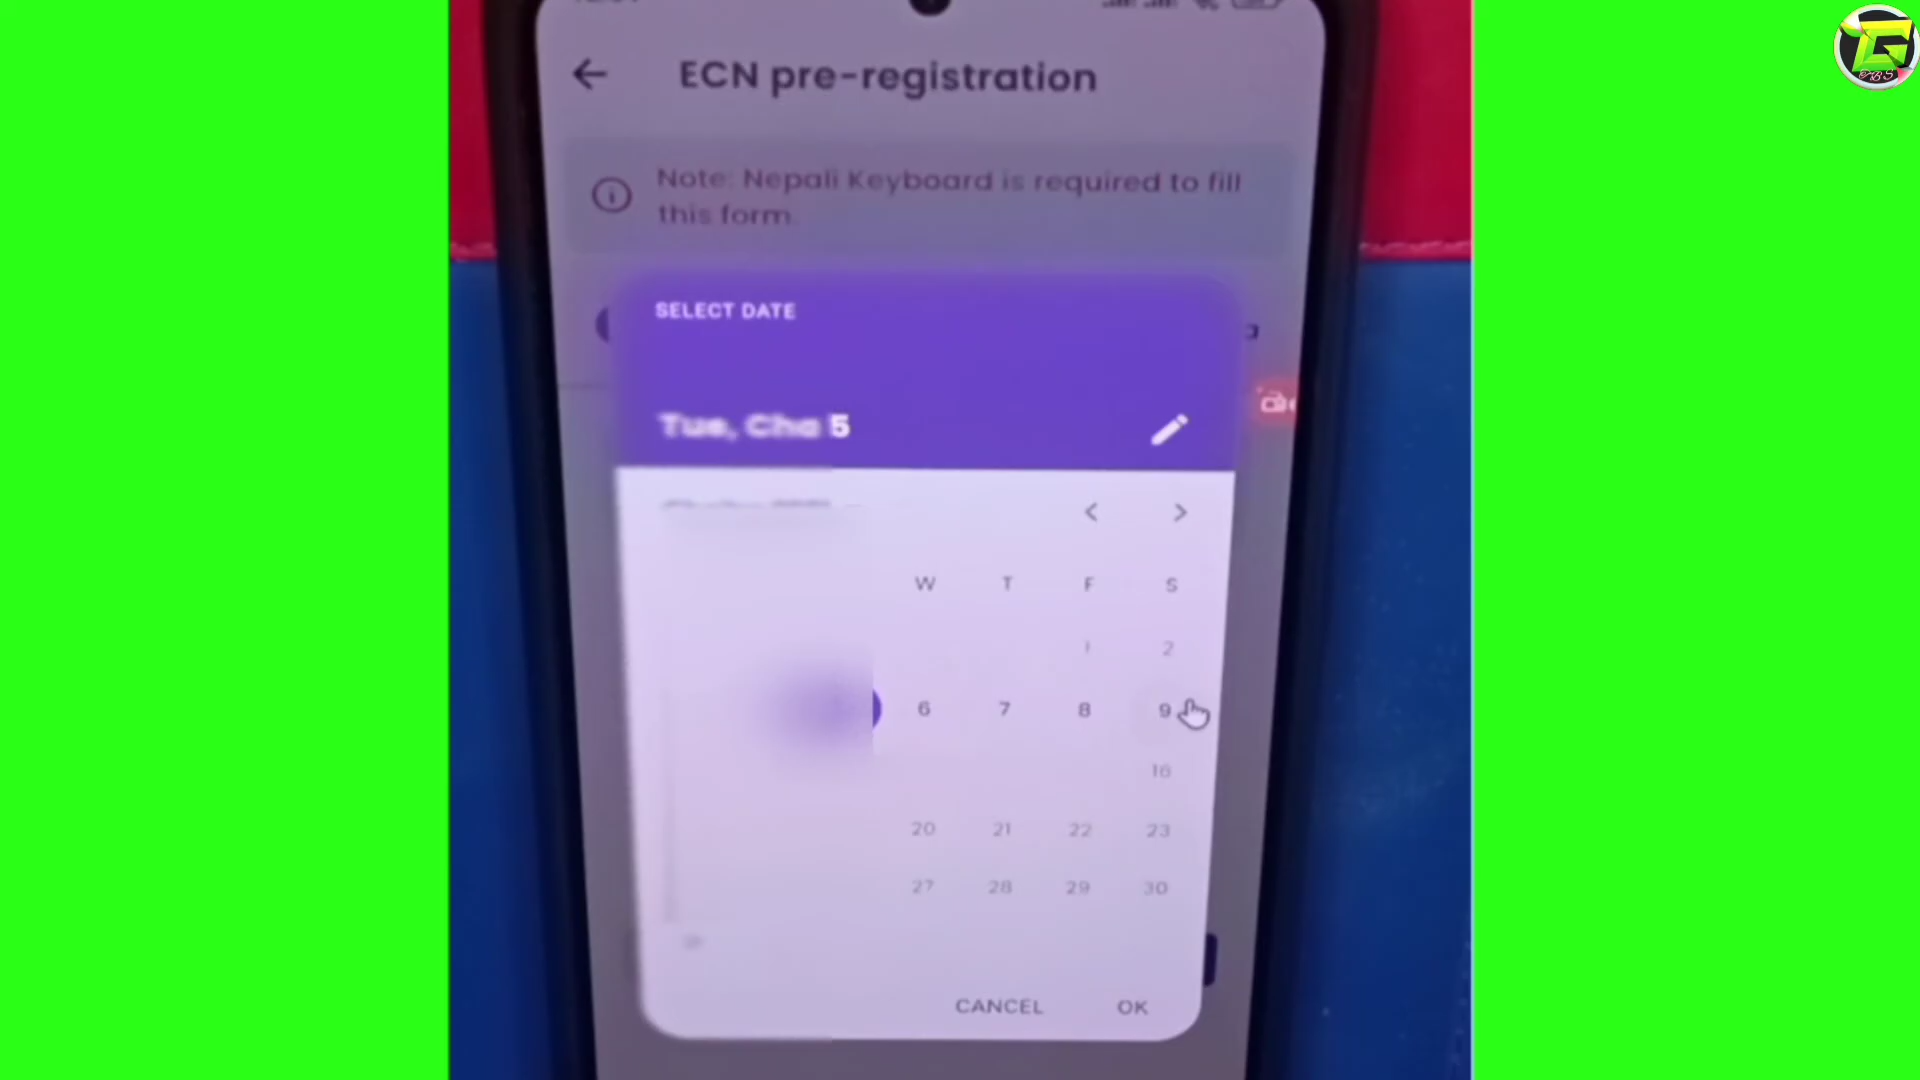 ECN pre-registration
Note: Nepali Keyboard is required to fill
this form.
SELECT DATE
Tue, Cha 5
W T F S
1 2
6 7 8 9
16
20 21 22 23
27 28 29 30
CANCEL OK